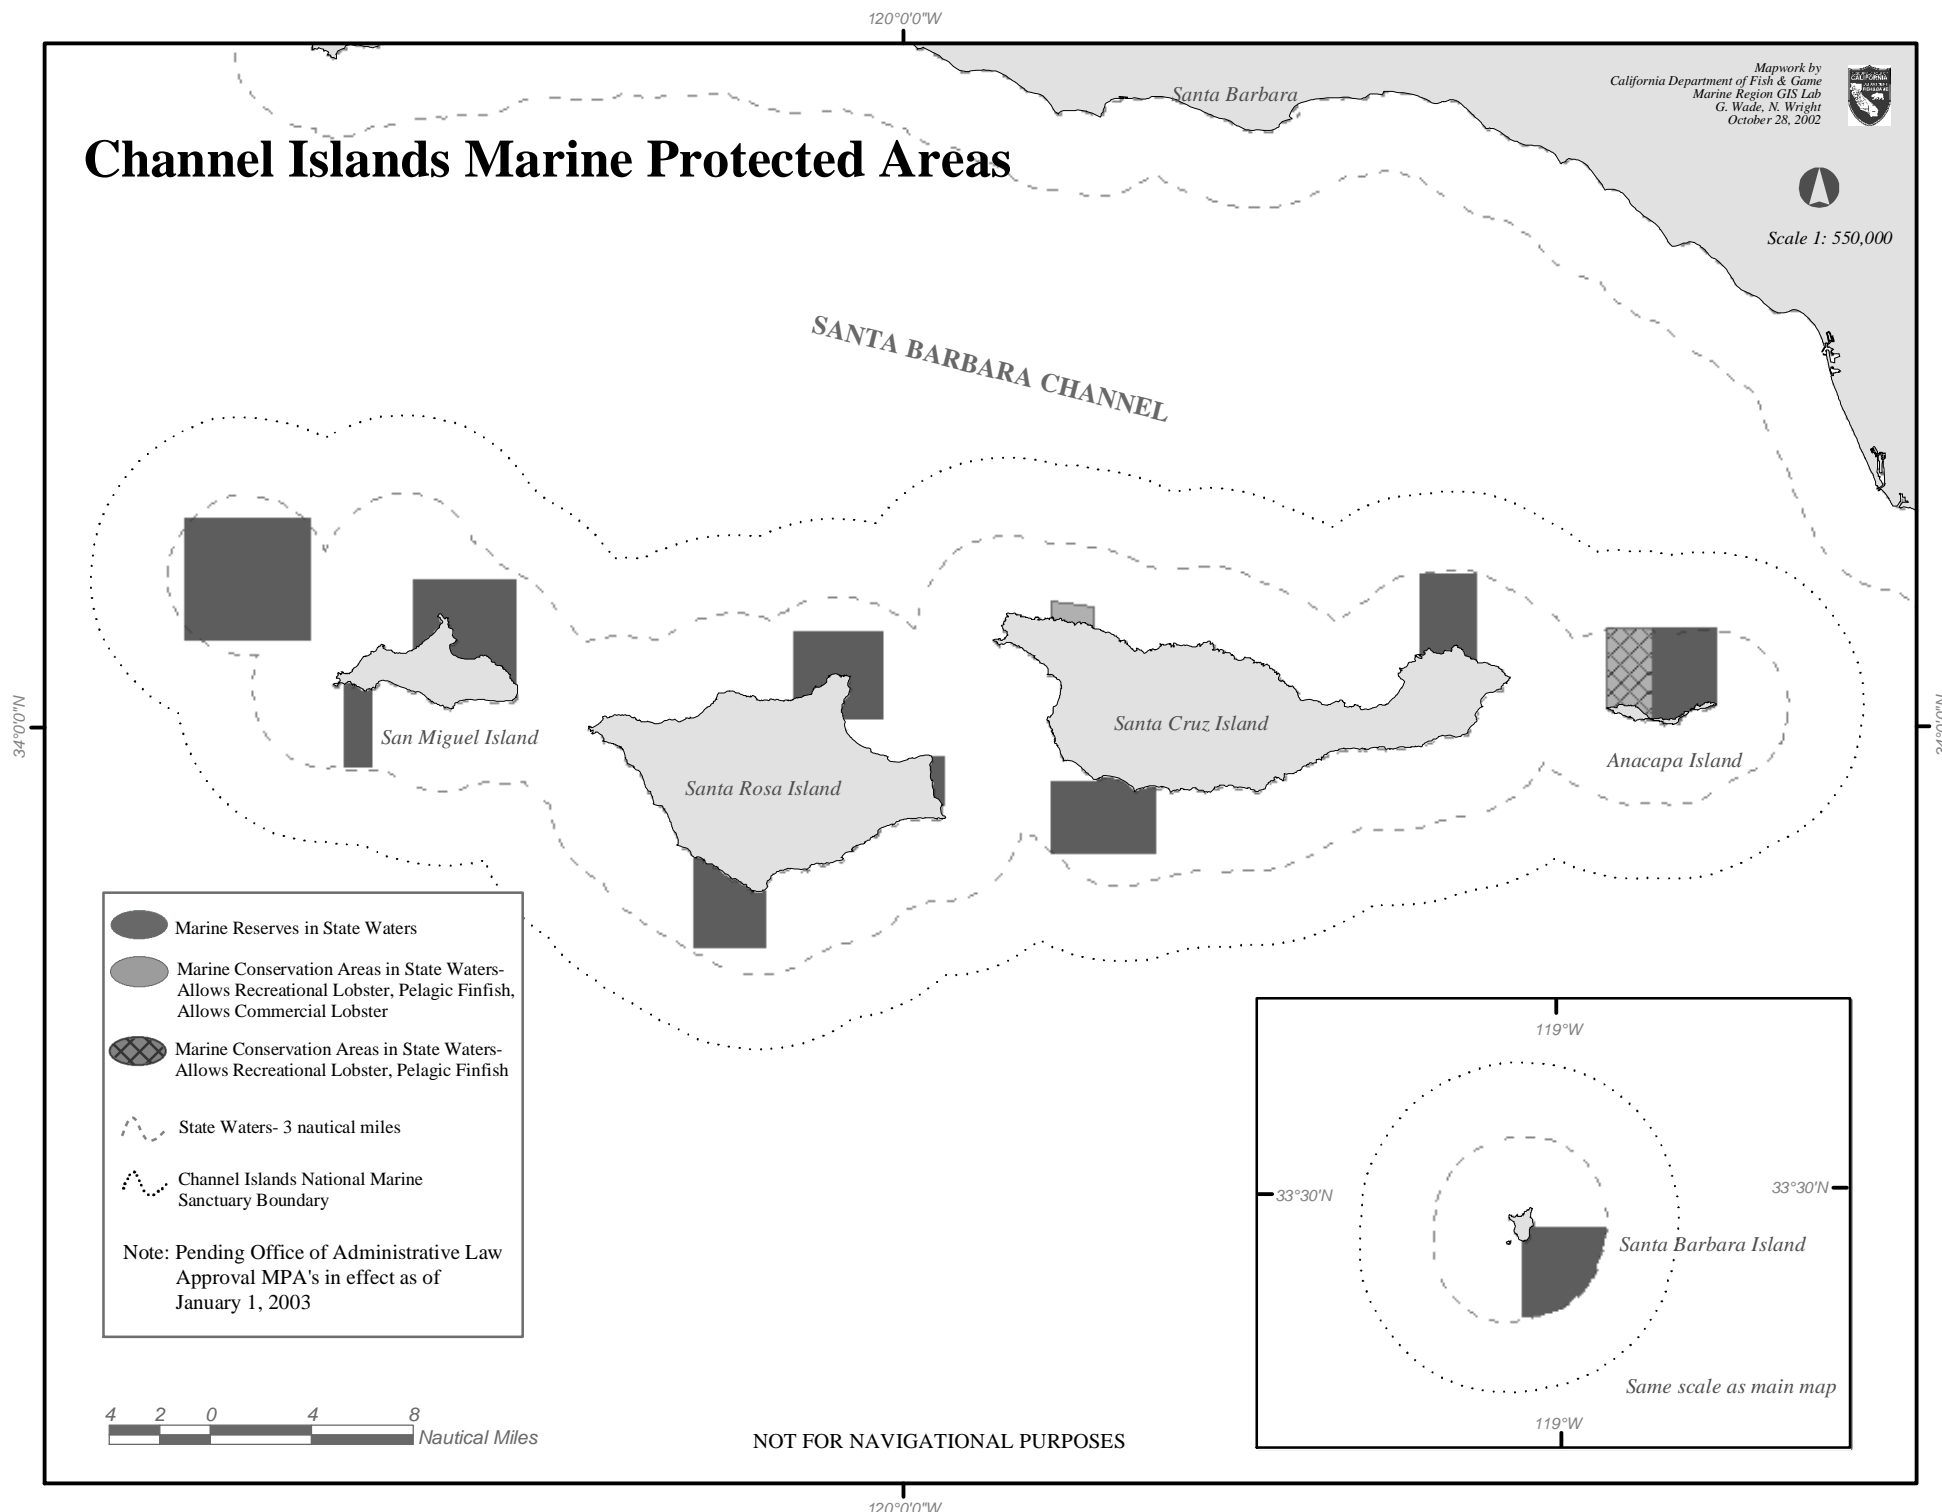 120°0'0"W
Mapwork by
California Department of Fish & Game
Marine Region GIS Lab
G. Wade, N. Wright
October 28, 2002
CALIFORNIA
Santa Barbara
Channel Islands Marine Protected Areas
Scale 1: 550,000
SANTA BARBARA CHANNEL
34°0'0"N
San Miguel Island
Santa Rosa Island
Santa Cruz Island
Anacapa Island
Marine Reserves in State Waters
Marine Conservation Areas in State Waters-
Allows Recreational Lobster, Pelagic Finfish,
Allows Commercial Lobster
Marine Conservation Areas in State Waters-
Allows Recreational Lobster, Pelagic Finfish
State Waters- 3 nautical miles
Channel Islands National Marine
Sanctuary Boundary
Note: Pending Office of Administrative Law
Approval MPA's in effect as of
January 1, 2003
119°W
33°30'N
33°30'N
Santa Barbara Island
Same scale as main map
119°W
4 2 0 4 8
Nautical Miles
NOT FOR NAVIGATIONAL PURPOSES
120°0'0"W